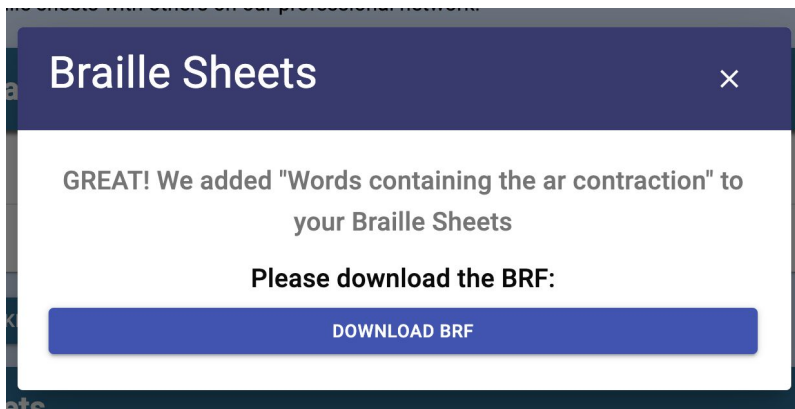 Braille Sheets
GREAT! We added "Words containing the ar contraction" to
your Braille Sheets
Please download the BRF:
DOWNLOAD BRF